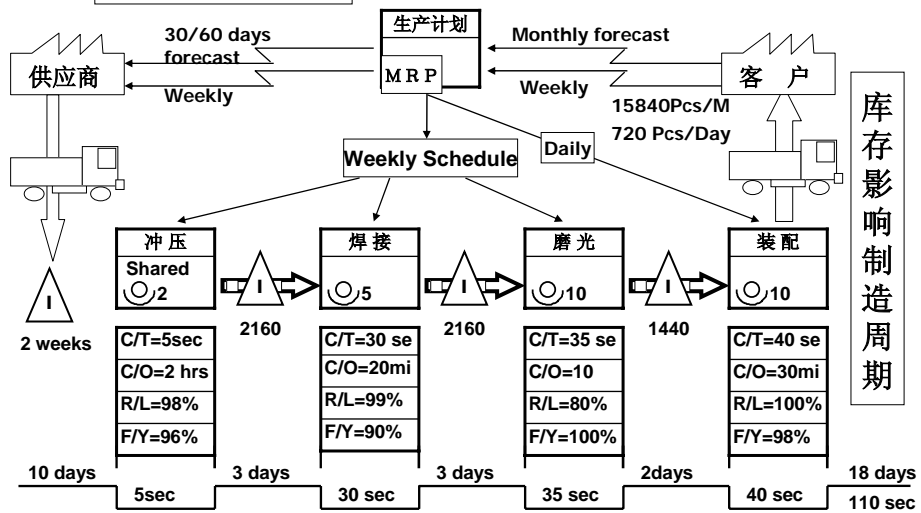 生产计划
MRP
30/60 days
forecast
Weekly
Monthly forecast
Weekly
供应商
客 户
15840Pcs/M
720 Pcs/Day
Weekly Schedule
Daily
库存影响制造周期
冲压
Shared
2
焊接
5
磨光
10
装配
10
I
I
I
I
2 weeks
2160
2160
1440
C/T=5sec
C/O=2 hrs
R/L=98%
F/Y=96%
C/T=30 se
C/O=20mi
R/L=99%
F/Y=90%
C/T=35 se
C/O=10
R/L=80%
F/Y=100%
C/T=40 se
C/O=30mi
R/L=100%
F/Y=98%
10 days
3 days
3 days
2days
18 days
5sec
30 sec
35 sec
40 sec
110 sec